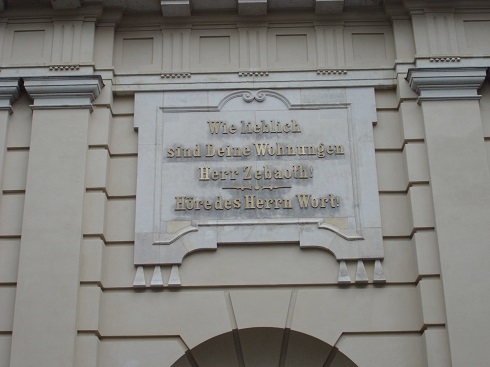 Wie lieblich
sind Deine Wohnungen
Herr Zebaoth!
Höre des Herrn Wort!